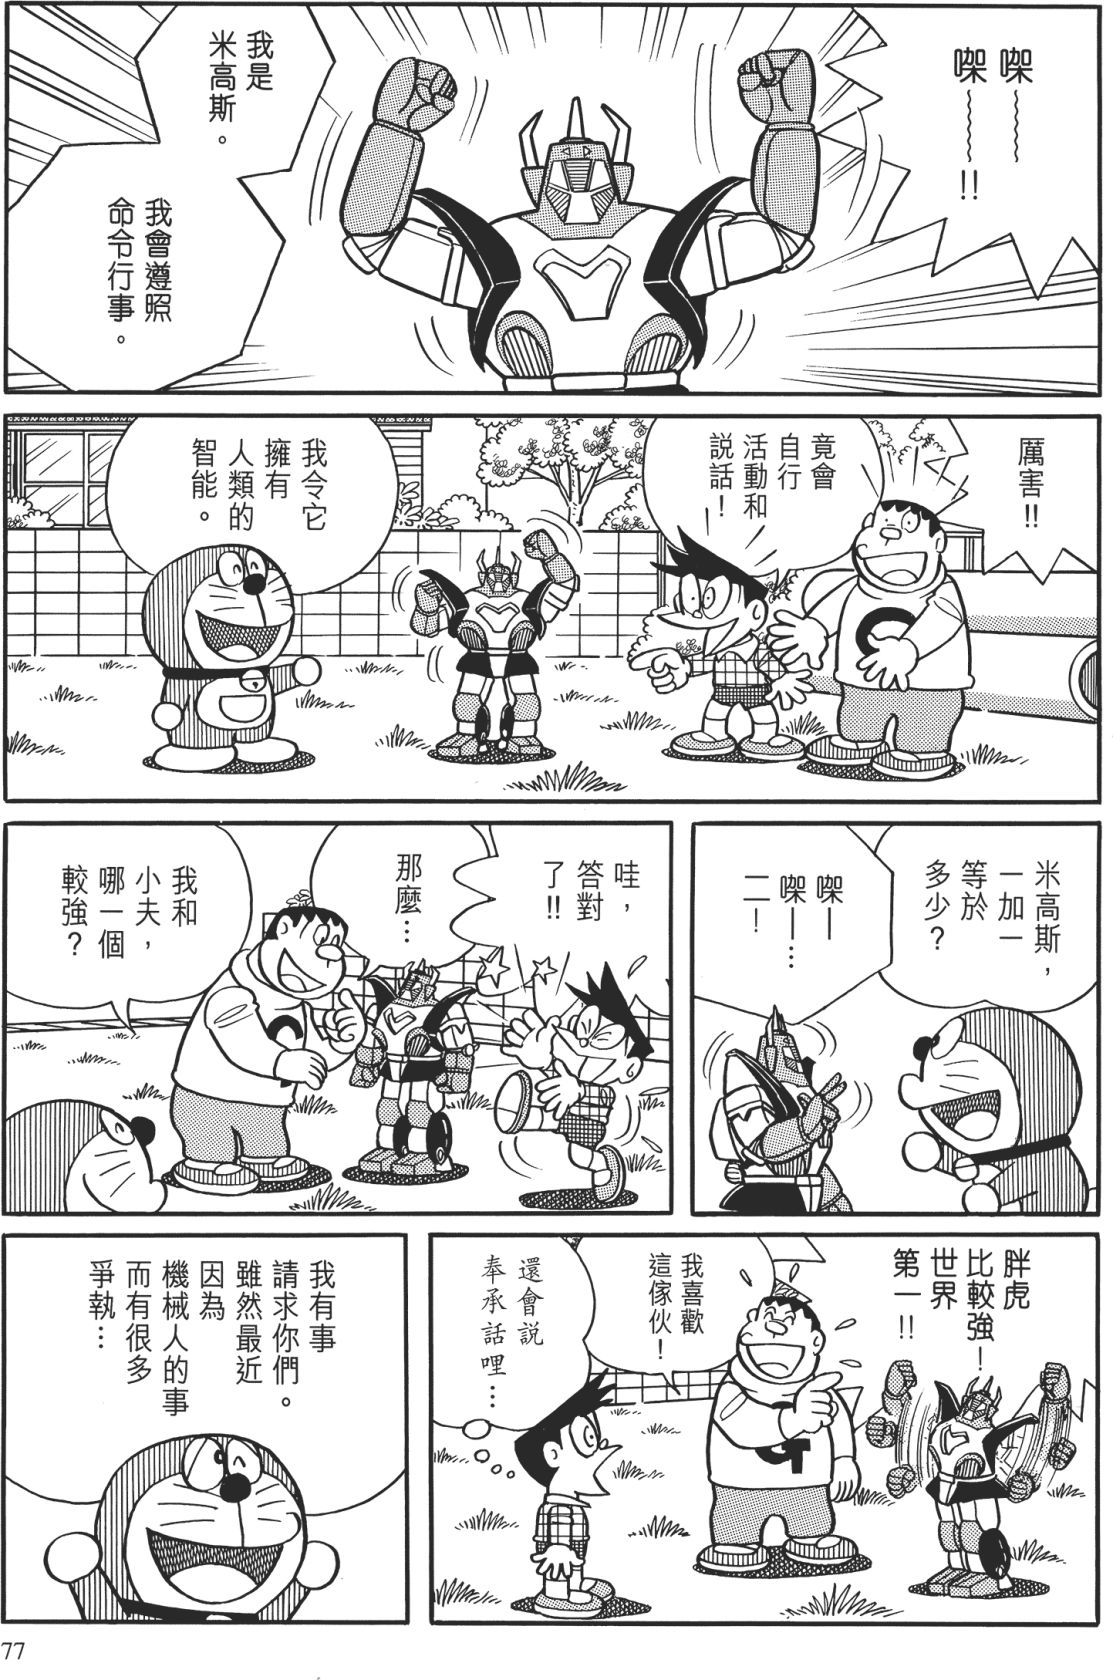 㗎～～
㗎～～!!
我是
米高斯。
我會遵照
命令行事。
厲害!!
竟會
自行
活動和
說話！
我令它
擁有
人類的
智能。
米高斯，
一加一
等於
多少？
㗎—
㗎—…
二！
哇，
答對
了!!
那麼…
我和
小夫，
哪一個
較強？
胖虎
比較強！
世界
第一!!
我喜歡
這傢伙！
還會說
奉承話哩…
我有事
請求你們。
雖然最近
因為
機械人的事
而有很多
爭執…
77